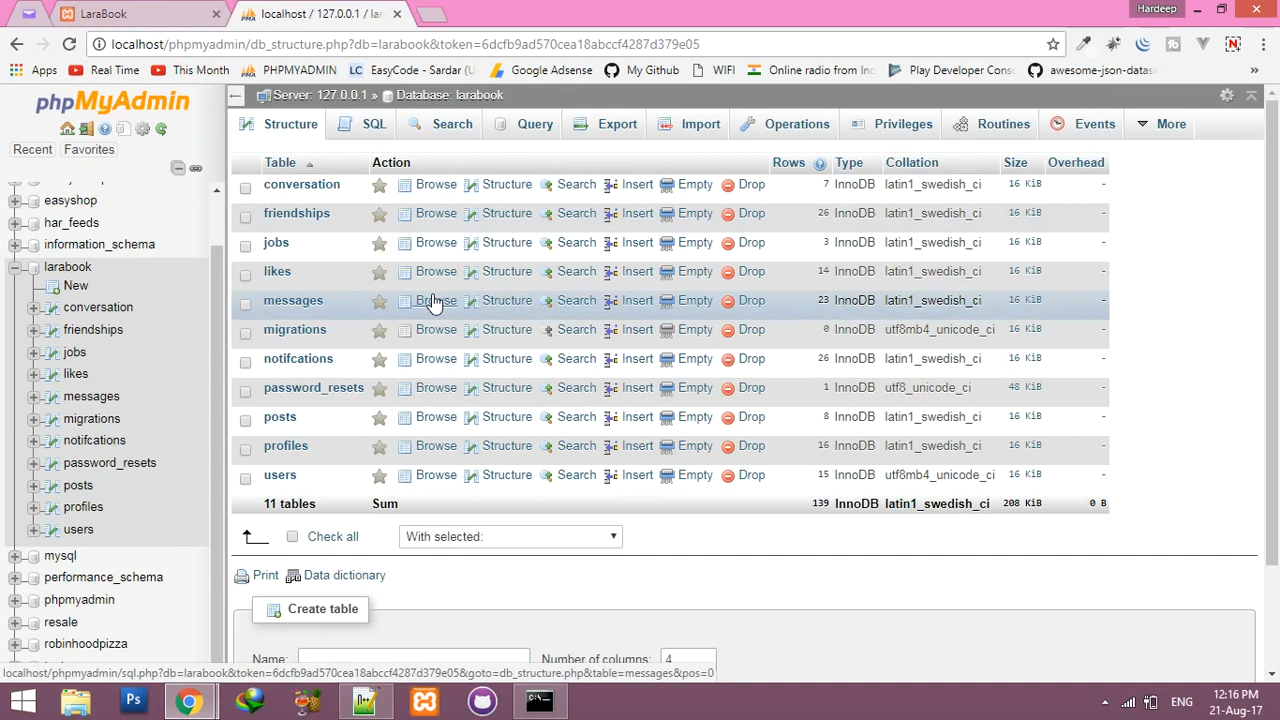 LaraBook
localhost / 127.0.0.1 / lar
Hardeep
localhost/phpmyadmin/db_structure.php?db=larabook&token=6dcfb9ad570cea18abccf4287d379e05
Apps Real Time This Month PHPMYADMIN LC EasyCode - Sardar (U Google Adsense My Github WIFI Online radio from Inc Play Developer Cons awesome-json-datas
phpMyAdmin
Recent Favorites
easyshop
har_feeds
information_schema
larabook
New
conversation
friendships
jobs
likes
messages
migrations
notifcations
password_resets
posts
profiles
users
mysql
performance_schema
phpmyadmin
resale
robinhoodpizza
Server: 127.0.0.1 » Database: larabook
Structure SQL Search Query Export Import Operations Privileges Routines Events More
Table Action Rows Type Collation Size Overhead
conversation Browse Structure Search Insert Empty Drop 7 InnoDB latin1_swedish_ci 16 KiB -
friendships Browse Structure Search Insert Empty Drop 26 InnoDB latin1_swedish_ci 16 KiB -
jobs Browse Structure Search Insert Empty Drop 3 InnoDB latin1_swedish_ci 16 KiB -
likes Browse Structure Search Insert Empty Drop 14 InnoDB latin1_swedish_ci 16 KiB -
messages Browse Structure Search Insert Empty Drop 23 InnoDB latin1_swedish_ci 16 KiB -
migrations Browse Structure Search Insert Empty Drop 0 InnoDB utf8mb4_unicode_ci 16 KiB -
notifcations Browse Structure Search Insert Empty Drop 26 InnoDB latin1_swedish_ci 16 KiB -
password_resets Browse Structure Search Insert Empty Drop 1 InnoDB utf8_unicode_ci 48 KiB -
posts Browse Structure Search Insert Empty Drop 8 InnoDB latin1_swedish_ci 16 KiB -
profiles Browse Structure Search Insert Empty Drop 16 InnoDB latin1_swedish_ci 16 KiB -
users Browse Structure Search Insert Empty Drop 15 InnoDB utf8mb4_unicode_ci 16 KiB -
11 tables Sum 139 InnoDB latin1_swedish_ci 208 KiB 0 B
Check all With selected:
Print Data dictionary
Create table
Name: Number of columns: 4
localhost/phpmyadmin/sql.php?db=larabook&token=6dcfb9ad570cea18abccf4287d379e05&goto=db_structure.php&table=messages&pos=0
Ps
ENG
12:16 PM
21-Aug-17